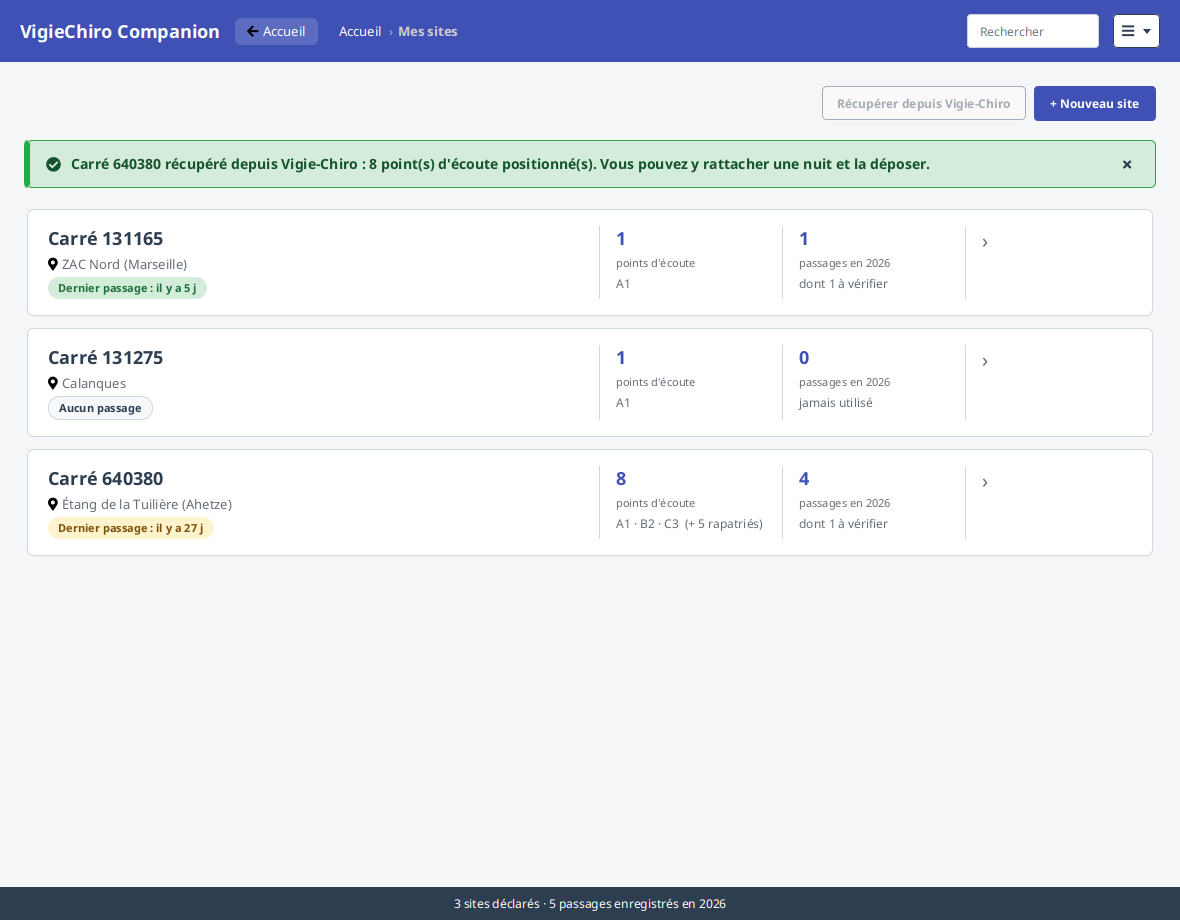 VigieChiro Companion
Accueil
Accueil › Mes sites
Rechercher
Récupérer depuis Vigie-Chiro
+ Nouveau site
Carré 640380 récupéré depuis Vigie-Chiro : 8 point(s) d'écoute positionné(s). Vous pouvez y rattacher une nuit et la déposer.
Carré 131165
ZAC Nord (Marseille)
Dernier passage : il y a 5 j
1
points d'écoute
A1
1
passages en 2026
dont 1 à vérifier
›
Carré 131275
Calanques
Aucun passage
1
points d'écoute
A1
0
passages en 2026
jamais utilisé
›
Carré 640380
Étang de la Tuilière (Ahetze)
Dernier passage : il y a 27 j
8
points d'écoute
A1 · B2 · C3 (+ 5 rapatriés)
4
passages en 2026
dont 1 à vérifier
›
3 sites déclarés · 5 passages enregistrés en 2026